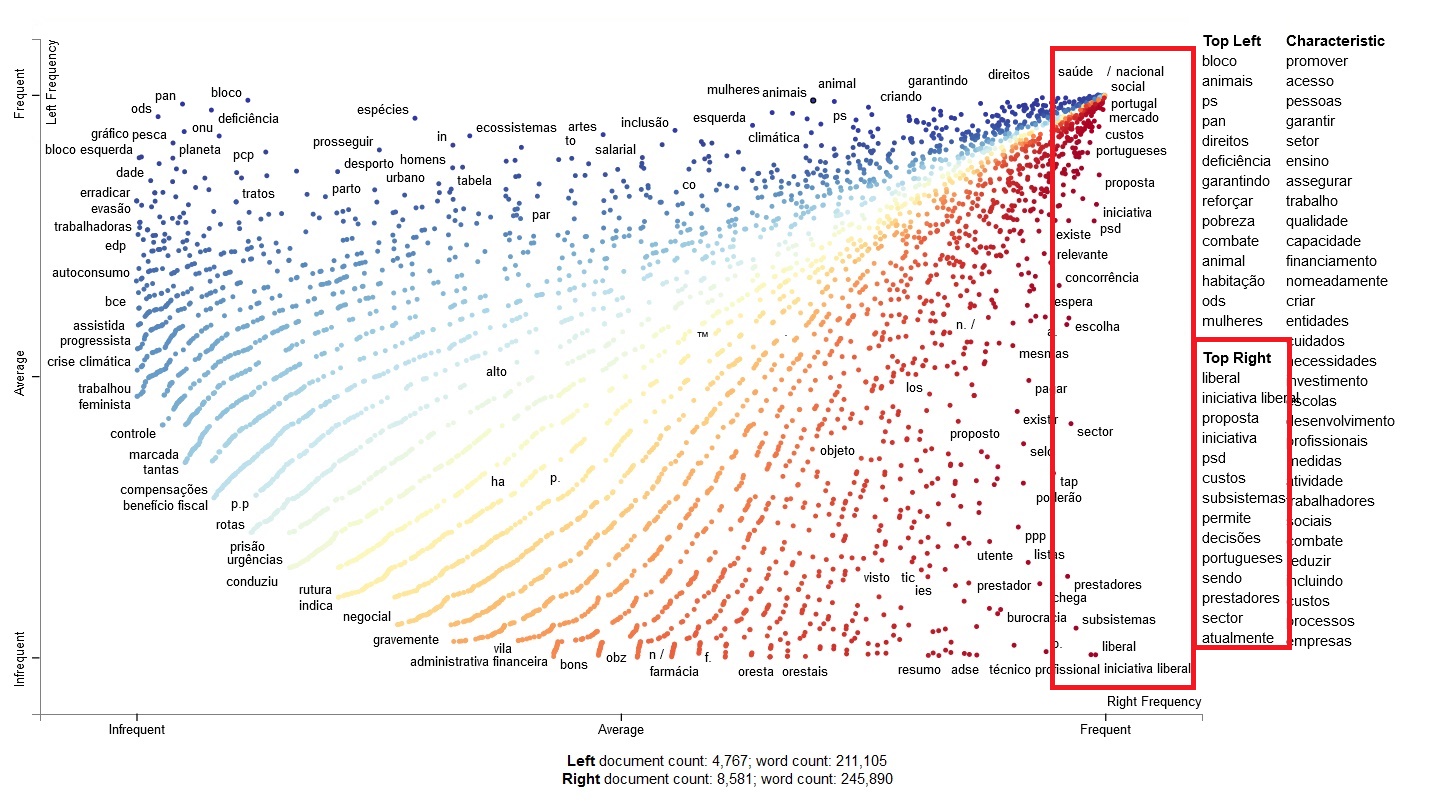 Frequent
Left Frequency
Average
Infrequent
pan
bloco
ods
deficiência
onu
gráfico
pesca
bloco esquerda
planeta
pcp
dade
erradicar
tratos
evasão
trabalhadoras
edp
autoconsumo
bce
assistida
progressista
crise climática
trabalhou
feminista
controle
marcada
tantas
compensações
benefício fiscal
p.p
rotas
prisão
urgências
conduziu
rutura
indica
negocial
gravemente
espécies
prosseguir
in
ecossistemas
artes
to
inclusão
salarial
desporto
homens
urbano
tabela
parto
par
co
mulheres
animais
animal
esquerda
ps
climática
criando
garantindo
direitos
saúde
/ nacional
social
portugal
mercado
custos
portugueses
proposta
iniciativa
psd
existe
relevante
concorrência
espera
a.
escolha
n. /
mesmas
™
.
alto
los
pagar
existir
sector
proposto
objeto
selo
tap
poderão
ha
p.
ppp
utente
listas
visto
tic
ies
prestador
prestadores
chega
burocracia
subsistemas
p.
liberal
vila
administrativa
financeira
bons
obz
n /
farmácia
f.
oresta
orestais
resumo
adse
técnico
profissional
iniciativa liberal
Right Frequency
Infrequent
Average
Frequent
Left document count: 4,767; word count: 211,105
Right document count: 8,581; word count: 245,890
Top Left
bloco
animais
ps
pan
direitos
deficiência
garantindo
reforçar
pobreza
combate
animal
habitação
ods
mulheres
Top Right
liberal
iniciativa liberal
proposta
iniciativa
psd
custos
subsistemas
permite
decisões
portugueses
sendo
prestadores
sector
atualmente
Characteristic
promover
acesso
pessoas
garantir
setor
ensino
assegurar
trabalho
qualidade
capacidade
financiamento
nomeadamente
criar
entidades
cuidados
necessidades
investimento
escolas
desenvolvimento
profissionais
medidas
atividade
trabalhadores
sociais
combate
reduzir
incluindo
custos
processos
empresas